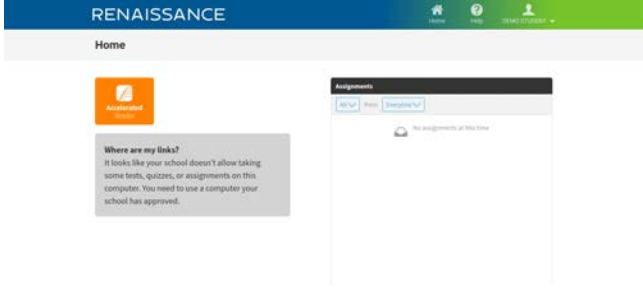 RENAISSANCE
Home
Help
DEMO STUDENT
Home
Accelerated
Reader
Where are my links?
It looks like your school doesn't allow taking
some tests, quizzes, or assignments on this
computer. You need to use a computer your
school has approved.
Assignments
All From Everyone
No assignments at this time